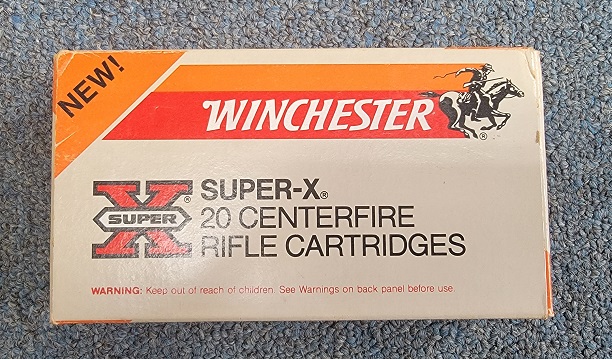 NEW!
WINCHESTER ®
SUPER ®
X
SUPER-X®
20 CENTERFIRE
RIFLE CARTRIDGES
WARNING: Keep out of reach of children. See Warnings on back panel before use.